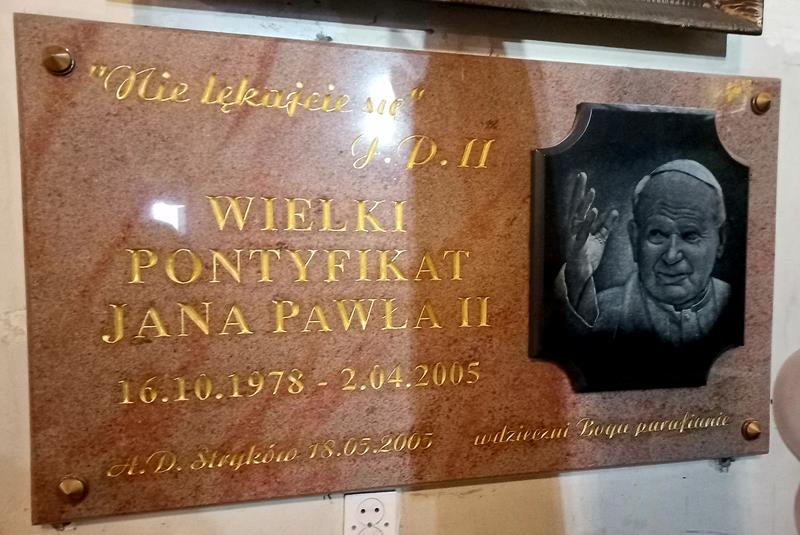 "Nie lękajcie się"
J.P. II
WIELKI
PONTYFIKAT
JANA PAWŁA II
16.10.1978 - 2.04.2005
A.D. Stryków 18.05.2005 wdzięczni Bogu parafianie